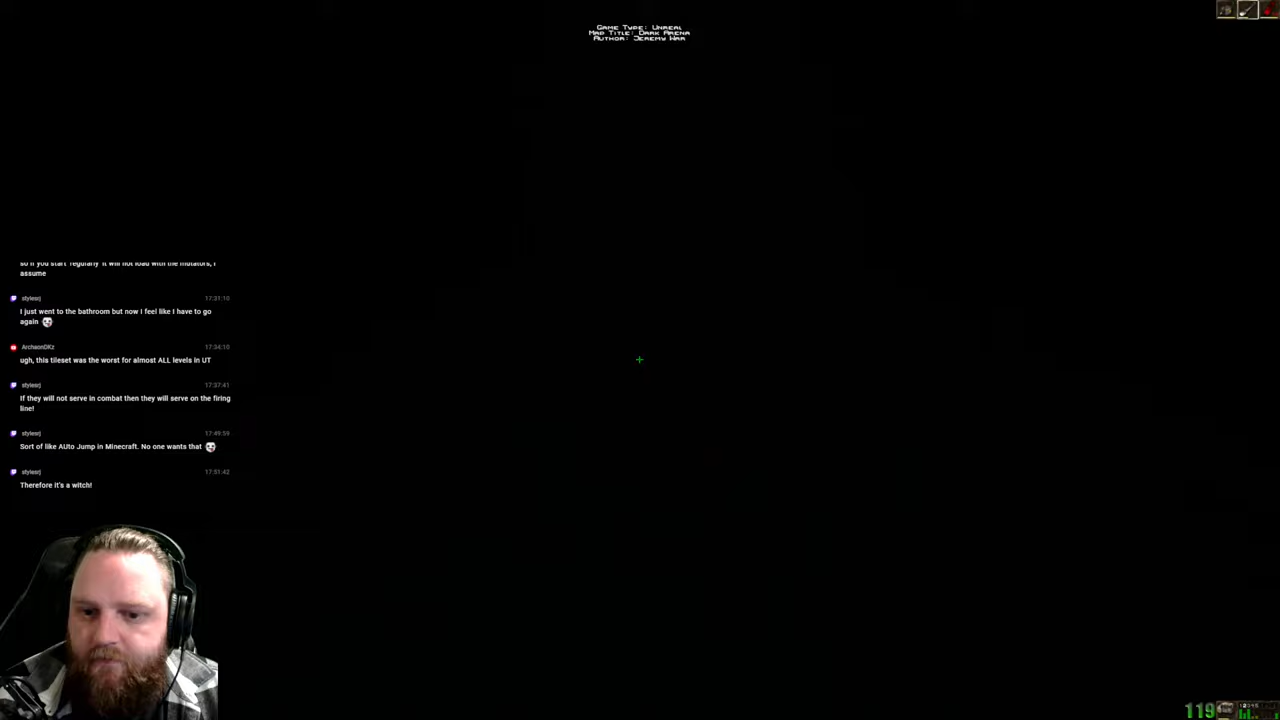 Game Type: Unreal
Map Title: Dark Arena
Author: Jeremy War
so if you start 'regularly' it will not load with the mutators, I
assume
stylesrj 17:31:10
I just went to the bathroom but now I feel like I have to go
again
ArchaonDKz 17:34:10
ugh, this tileset was the worst for almost ALL levels in UT
stylesrj 17:37:41
If they will not serve in combat then they will serve on the firing
line!
stylesrj 17:49:59
Sort of like AUto Jump in Minecraft. No one wants that
stylesrj 17:51:42
Therefore it's a witch!
119